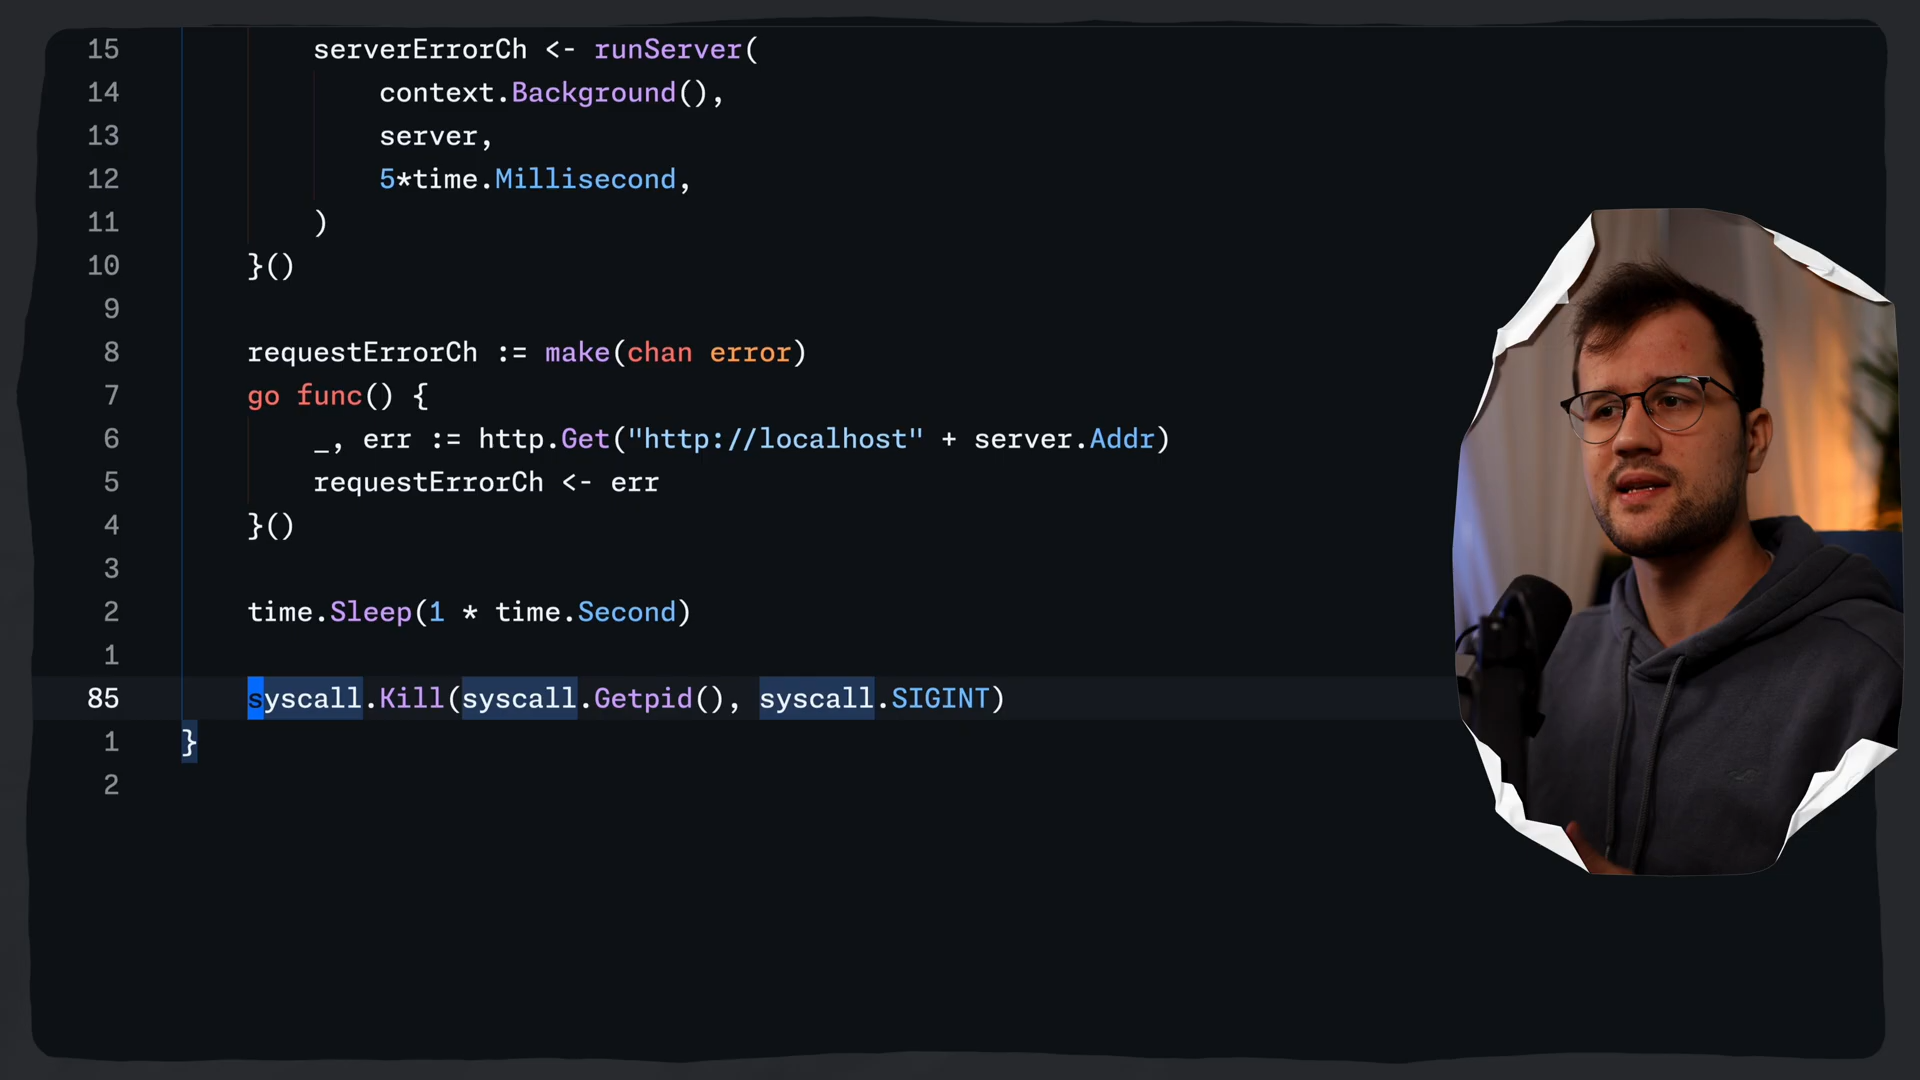 15 serverErrorCh <- runServer(
14 context.Background(),
13 server,
12 5*time.Millisecond,
11 )
10 }()
9
8 requestErrorCh := make(chan error)
7 go func() {
6 _, err := http.Get("http://localhost" + server.Addr)
5 requestErrorCh <- err
4 }()
3
2 time.Sleep(1 * time.Second)
1
85 syscall.Kill(syscall.Getpid(), syscall.SIGINT)
1 }
2